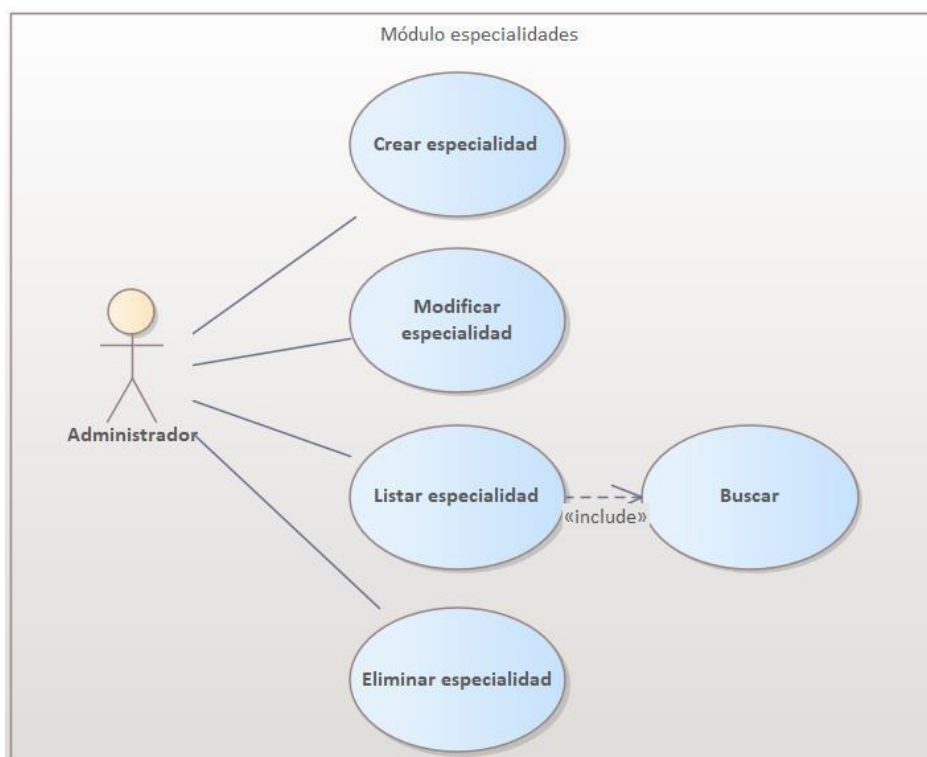 Módulo especialidades
Crear especialidad
Modificar
especialidad
Administrador
Listar especialidad
«include»
Buscar
Eliminar especialidad